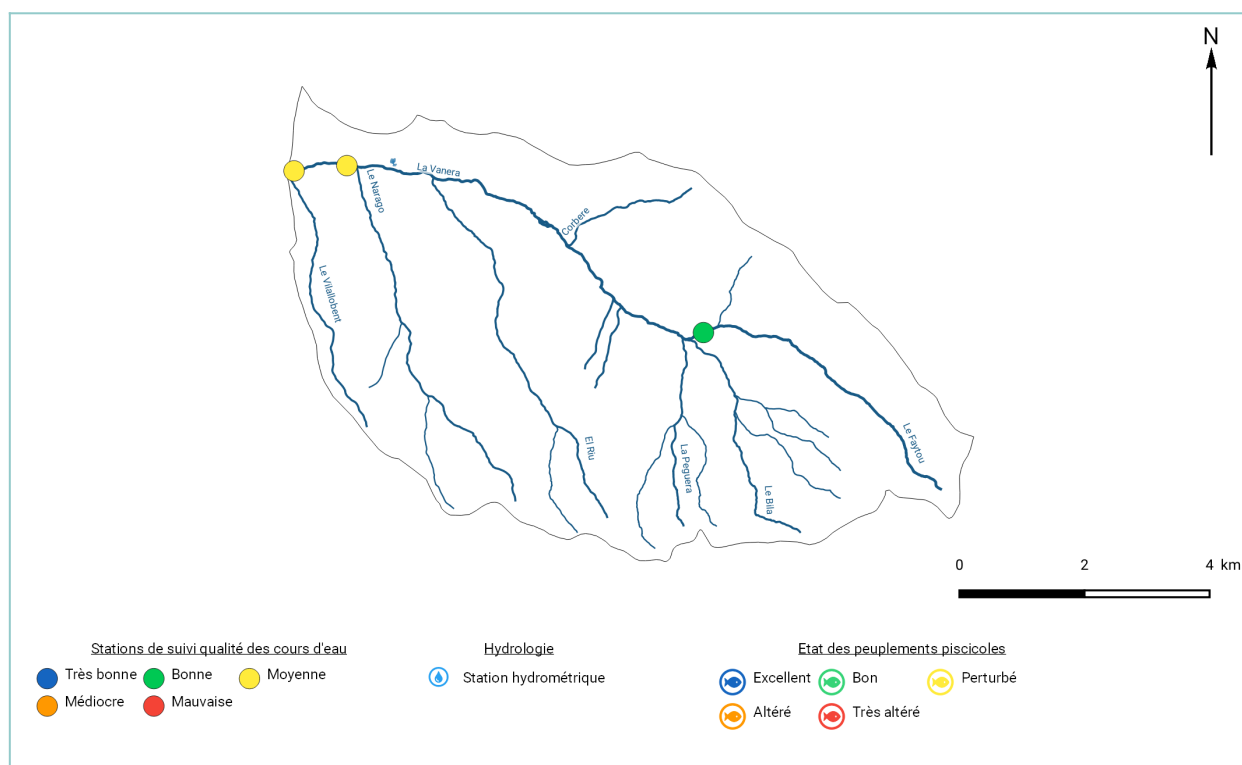 N
La Vanera
Le Narago
Corbere
Le Vilallobent
Le Faytou
El Riu
La Peguera
Le Bila
0 2 4 km
Stations de suivi qualité des cours d'eau
Très bonne Bonne Moyenne
Médiocre Mauvaise
Hydrologie
Station hydrométrique
Etat des peuplements piscicoles
Excellent Bon Perturbé
Altéré Très altéré